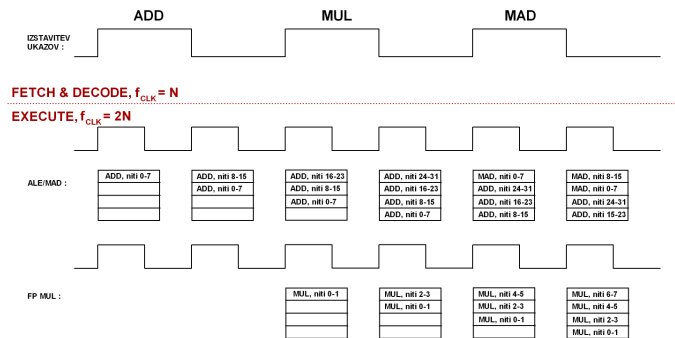 ADD MUL MAD
IZSTAVITEV
UKAZOV :
FETCH & DECODE, fCLK = N
EXECUTE, fCLK = 2N
ALE/MAD :
ADD, niti 0-7 ADD, niti 8-15 ADD, niti 16-23 ADD, niti 24-31 MAD, niti 0-7 MAD, niti 8-15
ADD, niti 0-7 ADD, niti 8-15 ADD, niti 16-23 ADD, niti 24-31 MAD, niti 0-7
ADD, niti 0-7 ADD, niti 8-15 ADD, niti 16-23 ADD, niti 24-31
ADD, niti 0-7 ADD, niti 8-15 ADD, niti 15-23
FP MUL :
MUL, niti 0-1 MUL, niti 2-3 MUL, niti 4-5 MUL, niti 6-7
MUL, niti 0-1 MUL, niti 2-3 MUL, niti 4-5
MUL, niti 0-1 MUL, niti 2-3
MUL, niti 0-1